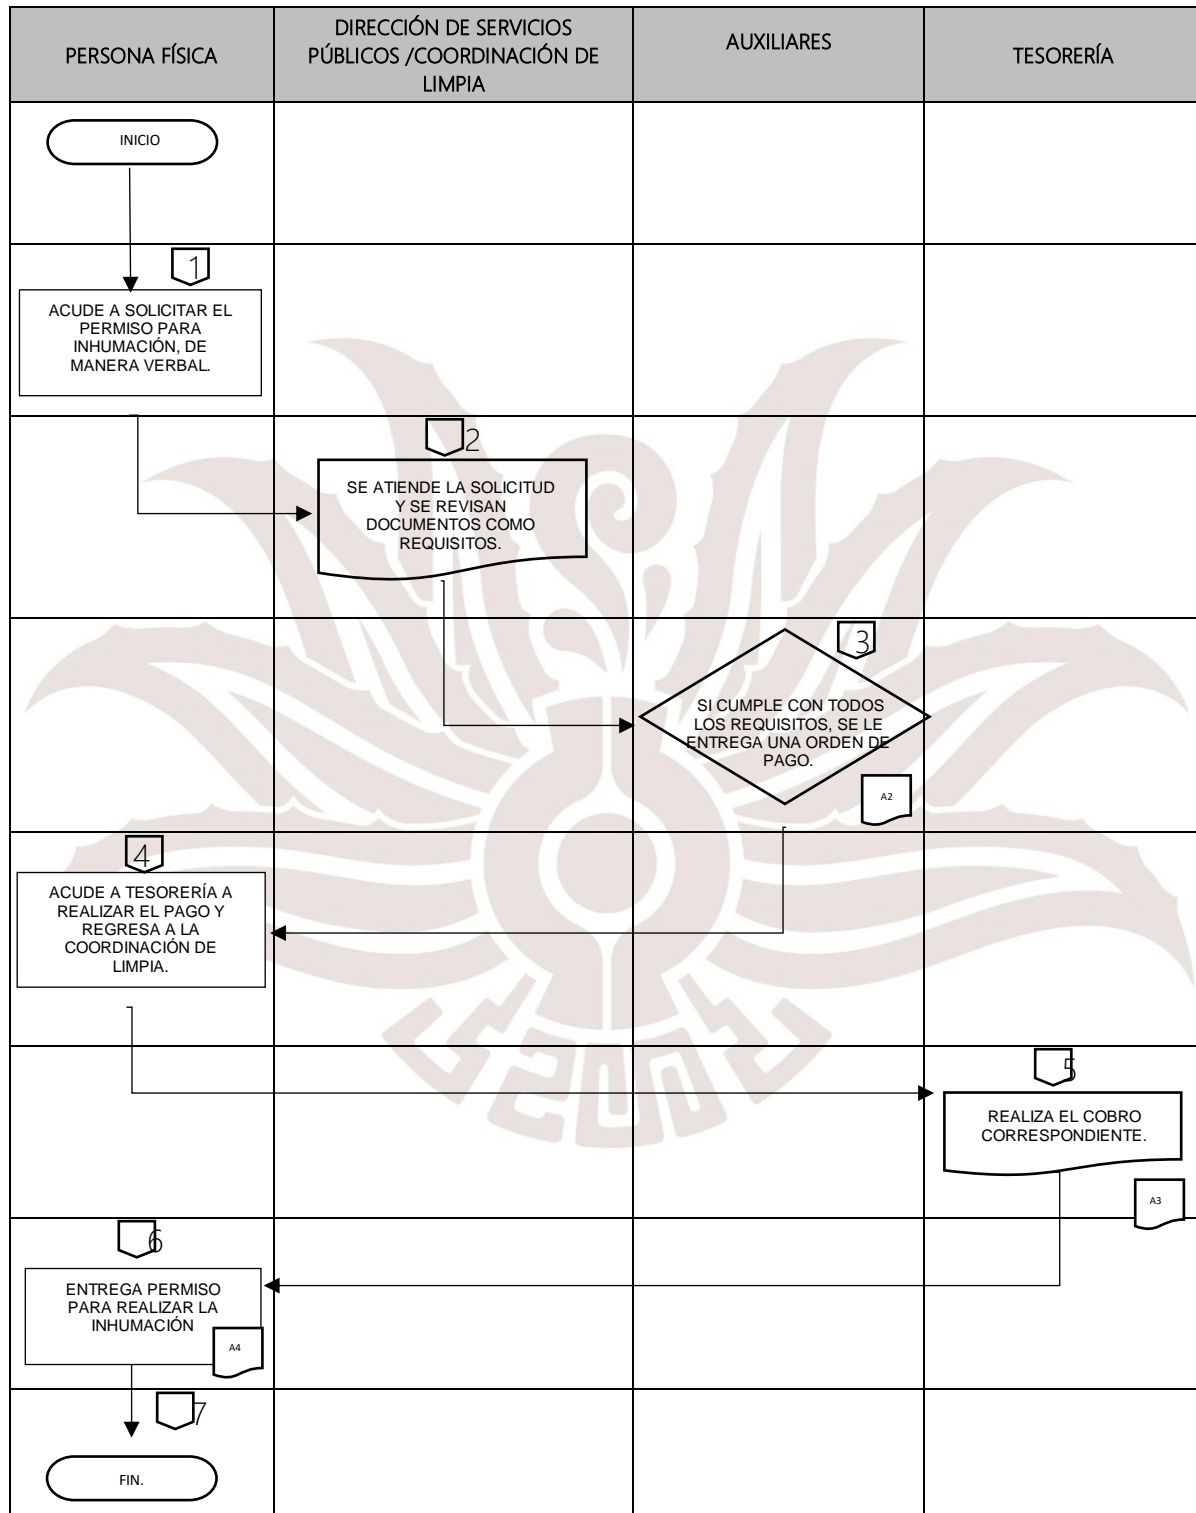 PERSONA FÍSICA
DIRECCIÓN DE SERVICIOS
PÚBLICOS /COORDINACIÓN DE
LIMPIA
AUXILIARES
TESORERÍA
INICIO
1
ACUDE A SOLICITAR EL
PERMISO PARA
INHUMACIÓN, DE
MANERA VERBAL.
2
SE ATIENDE LA SOLICITUD
Y SE REVISAN
DOCUMENTOS COMO
REQUISITOS.
3
SI CUMPLE CON TODOS
LOS REQUISITOS, SE LE
ENTREGA UNA ORDEN DE
PAGO.
A2
4
ACUDE A TESORERÍA A
REALIZAR EL PAGO Y
REGRESA A LA
COORDINACIÓN DE
LIMPIA.
5
REALIZA EL COBRO
CORRESPONDIENTE.
A3
6
ENTREGA PERMISO
PARA REALIZAR LA
INHUMACIÓN
A4
7
FIN.